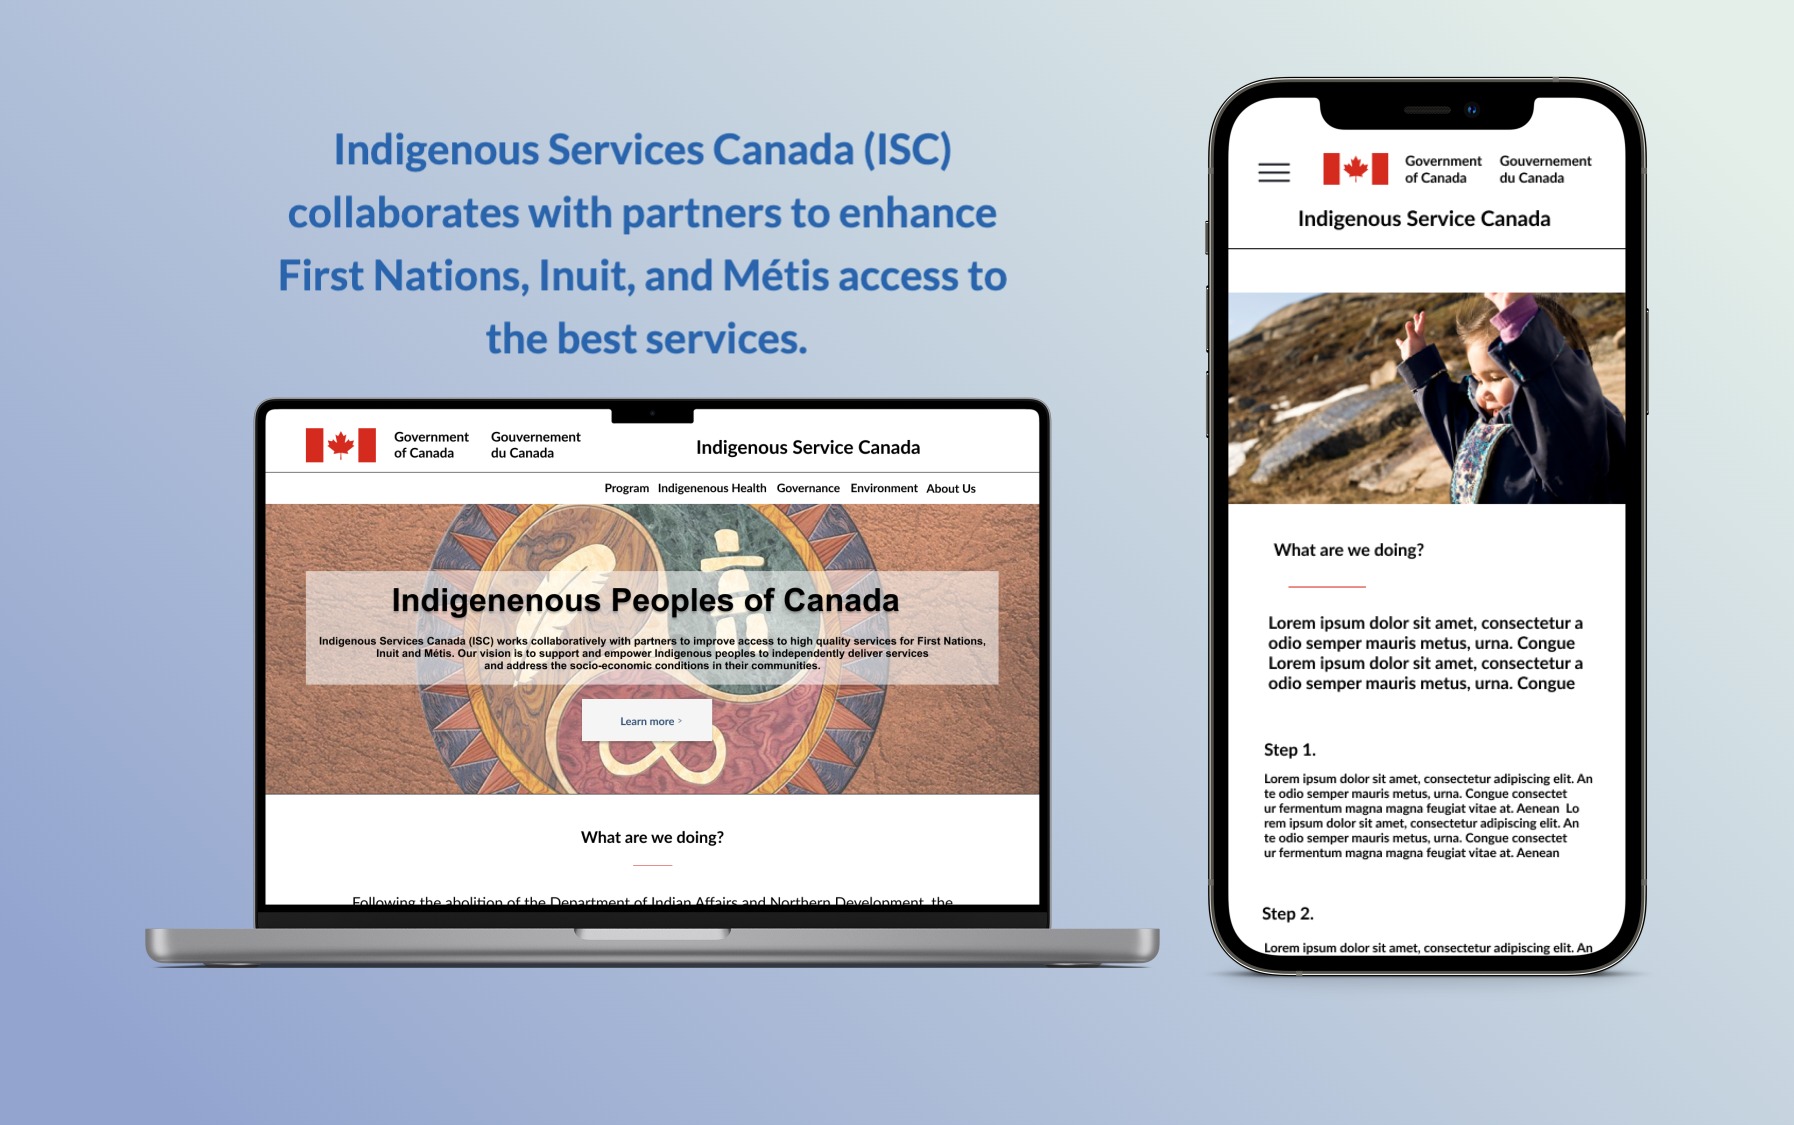 Indigenous Services Canada (ISC)
collaborates with partners to enhance
First Nations, Inuit, and Métis access to
the best services.
Government
of Canada
Gouvernement
du Canada
Indigenous Service Canada
Program Indigenenous Health Governance Environment About Us
Indigenenous Peoples of Canada
Indigenous Services Canada (ISC) works collaboratively with partners to improve access to high quality services for First Nations,
Inuit and Métis. Our vision is to support and empower Indigenous peoples to independently deliver services
and address the socio-economic conditions in their communities.
Learn more >
What are we doing?
Following the abolition of the Department of Indian Affairs and Northern Development, the
Government
of Canada
Gouvernement
du Canada
Indigenous Service Canada
What are we doing?
Lorem ipsum dolor sit amet, consectetur a
odio semper mauris metus, urna. Congue
Lorem ipsum dolor sit amet, consectetur a
odio semper mauris metus, urna. Congue
Step 1.
Lorem ipsum dolor sit amet, consectetur adipiscing elit. An
te odio semper mauris metus, urna. Congue consectet
ur fermentum magna magna feugiat vitae at. Aenean Lo
rem ipsum dolor sit amet, consectetur adipiscing elit. An
te odio semper mauris metus, urna. Congue consectet
ur fermentum magna magna feugiat vitae at. Aenean
Step 2.
Lorem ipsum dolor sit amet, consectetur adipiscing elit. An